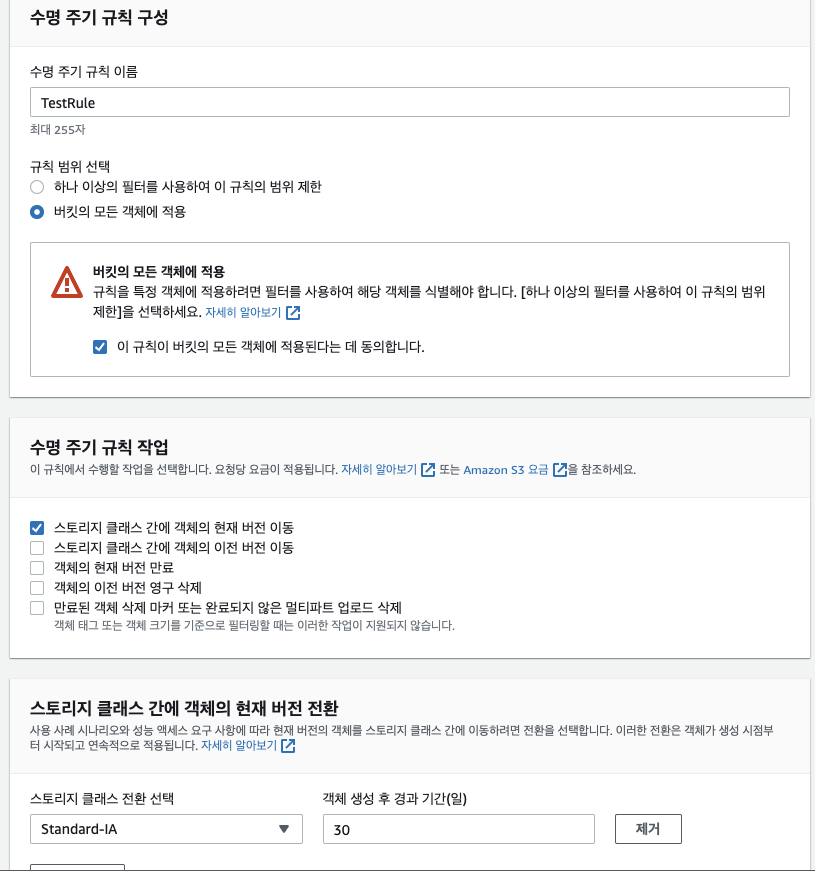 수명 주기 규칙 구성
수명 주기 규칙 이름
TestRule
최대 255자
규칙 범위 선택
하나 이상의 필터를 사용하여 이 규칙의 범위 제한
버킷의 모든 객체에 적용
버킷의 모든 객체에 적용
규칙을 특정 객체에 적용하려면 필터를 사용하여 해당 객체를 식별해야 합니다. [하나 이상의 필터를 사용하여 이 규칙의 범위
제한]을 선택하세요. 자세히 알아보기
이 규칙이 버킷의 모든 객체에 적용된다는 데 동의합니다.
수명 주기 규칙 작업
이 규칙에서 수행할 작업을 선택합니다. 요청당 요금이 적용됩니다. 자세히 알아보기 또는 Amazon S3 요금 을 참조하세요.
스토리지 클래스 간에 객체의 현재 버전 이동
스토리지 클래스 간에 객체의 이전 버전 이동
객체의 현재 버전 만료
객체의 이전 버전 영구 삭제
만료된 객체 삭제 마커 또는 완료되지 않은 멀티파트 업로드 삭제
객체 태그 또는 객체 크기를 기준으로 필터링할 때는 이러한 작업이 지원되지 않습니다.
스토리지 클래스 간에 객체의 현재 버전 전환
사용 사례 시나리오와 성능 액세스 요구 사항에 따라 현재 버전의 객체를 스토리지 클래스 간에 이동하려면 전환을 선택합니다. 이러한 전환은 객체가 생성 시점부
터 시작되고 연속적으로 적용됩니다. 자세히 알아보기
스토리지 클래스 전환 선택
객체 생성 후 경과 기간(일)
Standard-IA
30
제거